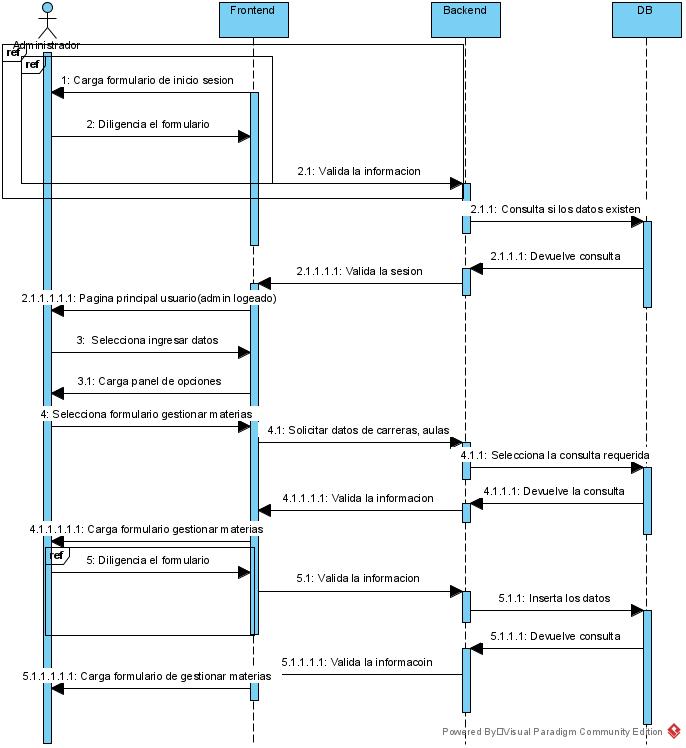 Frontend
Backend
DB
Administrador
ref
ref
1: Carga formulario de inicio sesion
2: Diligencia el formulario
2.1: Valida la informacion
2.1.1: Consulta si los datos existen
2.1.1.1: Devuelve consulta
2.1.1.1.1: Valida la sesion
2.1.1.1.1.1: Pagina principal usuario(admin logeado)
3: Selecciona ingresar datos
3.1: Carga panel de opciones
4: Selecciona formulario gestionar materias
4.1: Solicitar datos de carreras, aulas
4.1.1: Selecciona la consulta requerida
4.1.1.1: Devuelve la consulta
4.1.1.1.1: Valida la informacion
4.1.1.1.1.1: Carga formulario gestionar materias
ref
5: Diligencia el formulario
5.1: Valida la informacion
5.1.1: Inserta los datos
5.1.1.1: Devuelve consulta
5.1.1.1.1: Valida la informacoin
5.1.1.1.1.1: Carga formulario de gestionar materias
Powered By Visual Paradigm Community Edition